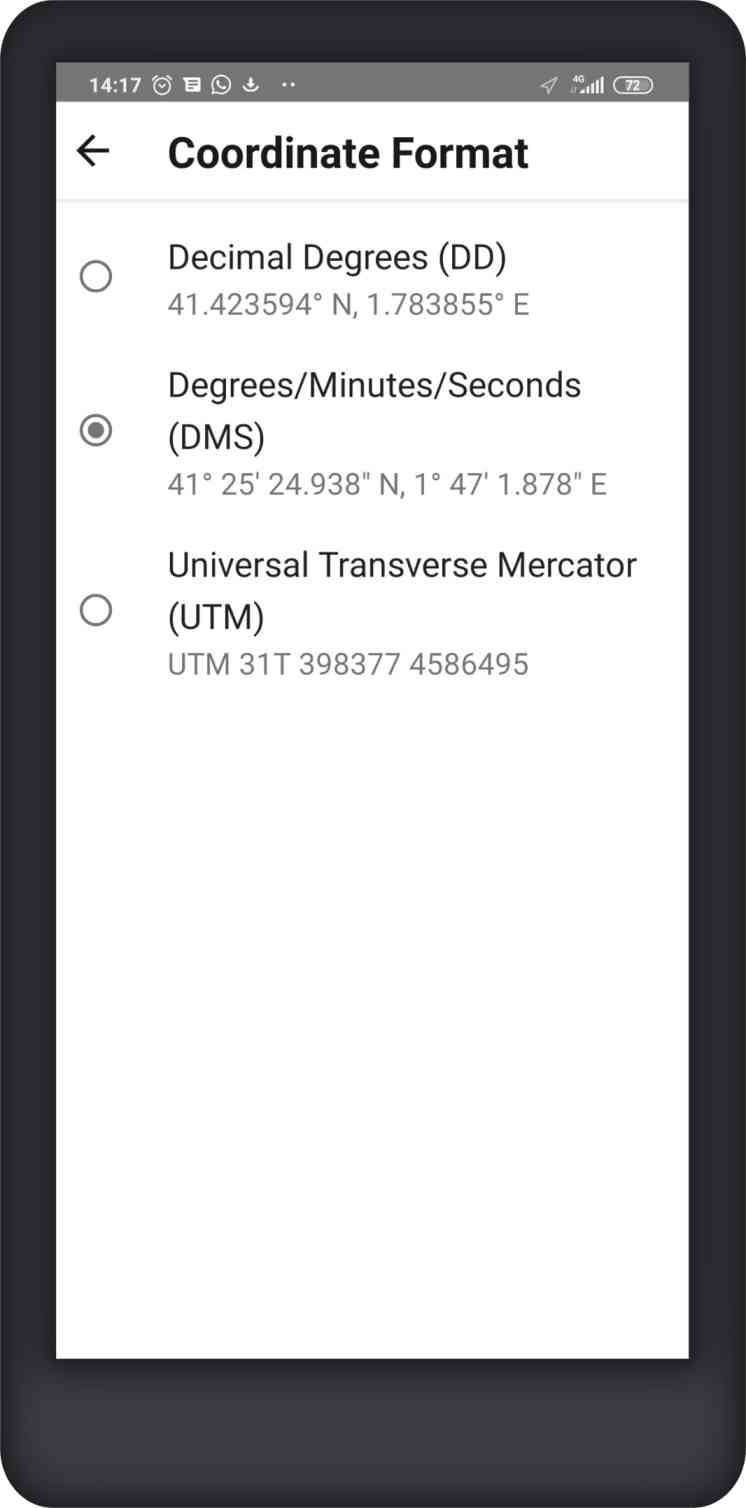 14:17 4G 72
Coordinate Format
Decimal Degrees (DD)
41.423594° N, 1.783855° E
Degrees/Minutes/Seconds
(DMS)
41° 25' 24.938" N, 1° 47' 1.878" E
Universal Transverse Mercator
(UTM)
UTM 31T 398377 4586495